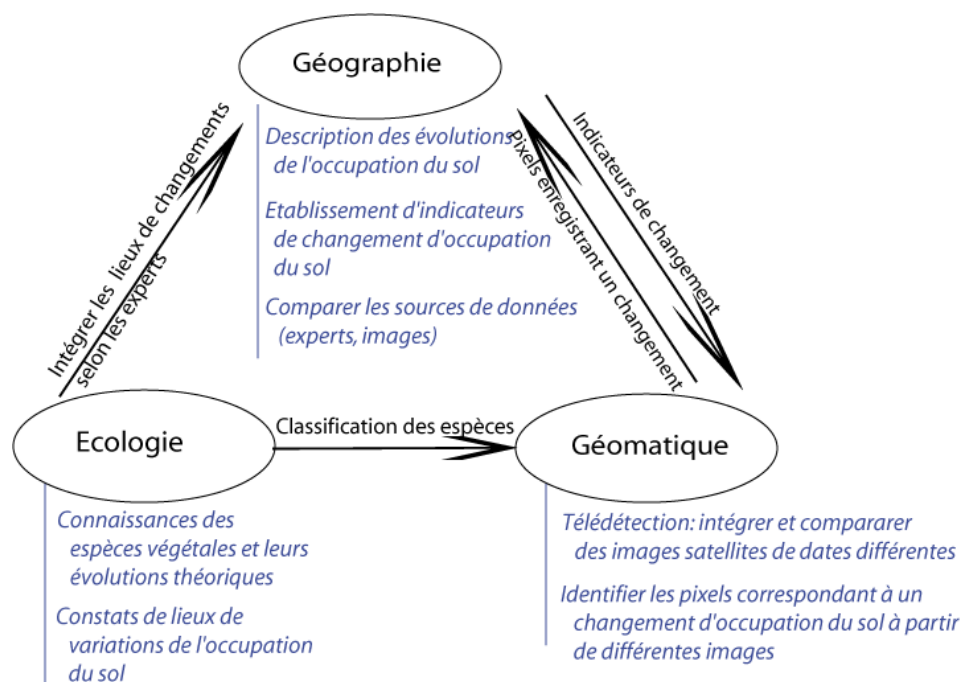 Géographie
Description des évolutions
de l'occupation du sol
Etablissement d'indicateurs
de changement d'occupation
du sol
Comparer les sources de données
(experts, images)
Intégrer les lieux de changements
selon les experts
Pixels enregistrant un changement
Indicateurs de changement
Ecologie
Classification des espèces
Géomatique
Connaissances des
espèces végétales et leurs
évolutions théoriques
Constats de lieux de
variations de l'occupation
du sol
Télédétection: intégrer et compararer
des images satellites de dates différentes
Identifier les pixels correspondant à un
changement d'occupation du sol à partir
de différentes images